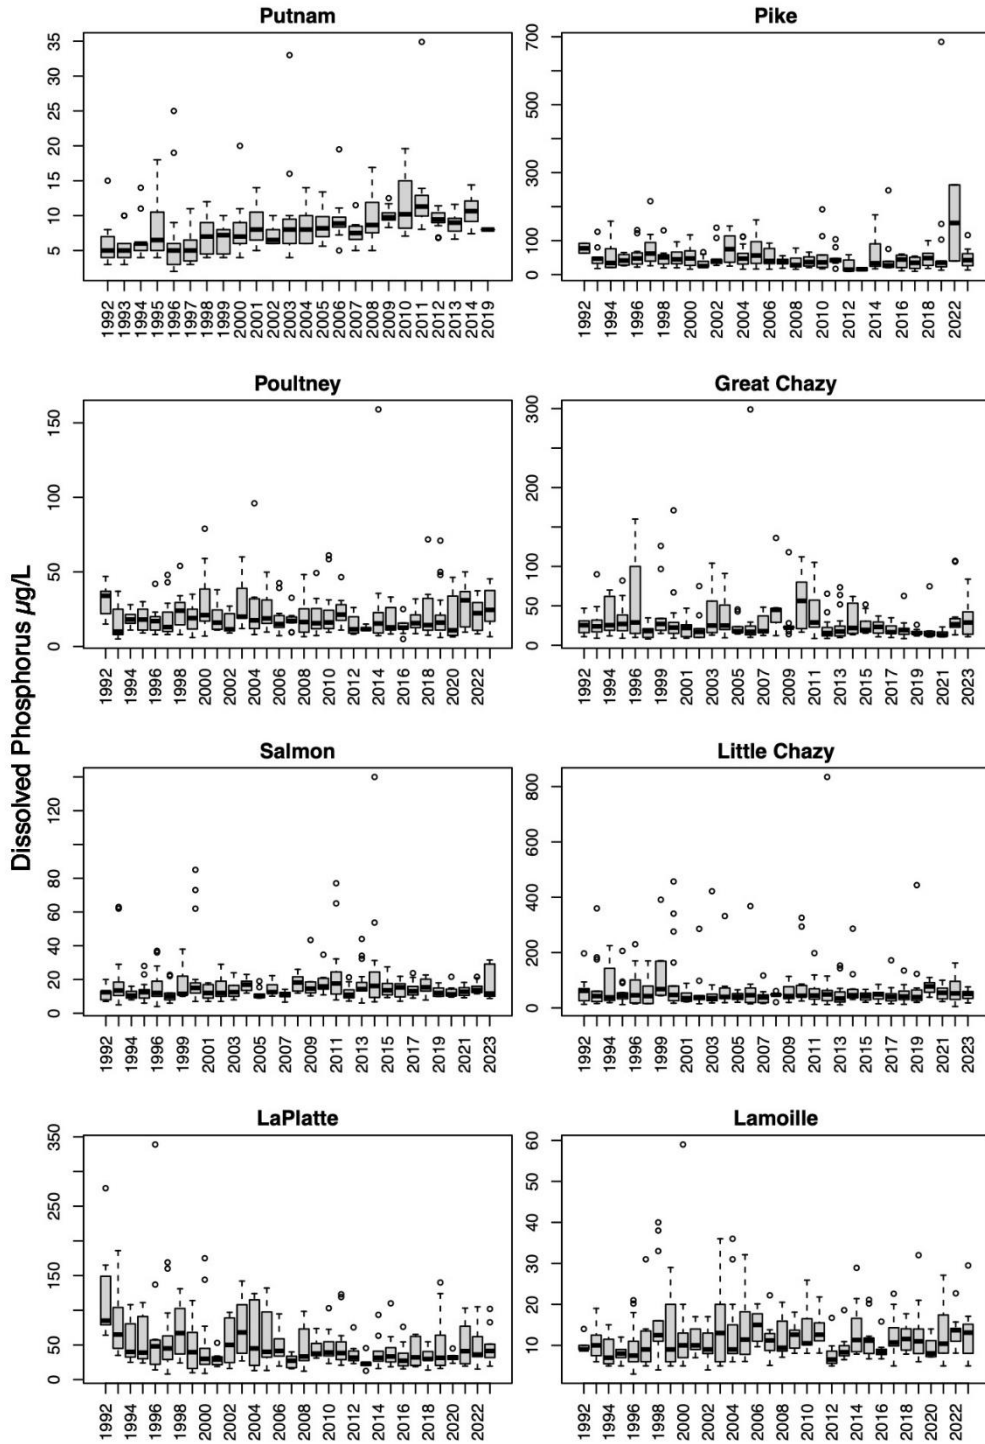 Dissolved Phosphorus µg/L
Putnam
35
30
25
20
15
10
5
1992 1993 1994 1995 1996 1997 1998 1999 2000 2001 2002 2003 2004 2005 2006 2007 2008 2009 2010 2011 2013 2014 2019
Pike
700
500
300
100
0
1992 1994 1996 1998 2000 2002 2004 2006 2008 2010 2012 2014 2016 2018 2022
Poultney
150
100
50
0
1992 1994 1996 1998 2000 2002 2004 2006 2008 2010 2012 2014 2016 2018 2020 2022
Great Chazy
300
200
150
100
50
0
1992 1994 1996 1999 2001 2003 2005 2007 2009 2011 2013 2015 2017 2019 2021 2023
Salmon
120
80
60
40
20
0
1992 1994 1996 1999 2001 2003 2005 2007 2009 2011 2013 2015 2017 2019 2021 2023
Little Chazy
800
600
400
200
0
1992 1994 1996 1999 2001 2003 2005 2007 2009 2011 2013 2015 2017 2019 2021 2023
LaPlatte
350
250
150
50
0
1992 1994 1996 1998 2000 2002 2004 2006 2008 2010 2012 2014 2016 2018 2020 2022
Lamoille
60
50
40
30
20
10
1992 1994 1996 1998 2000 2002 2004 2006 2008 2010 2012 2014 2016 2018 2020 2022